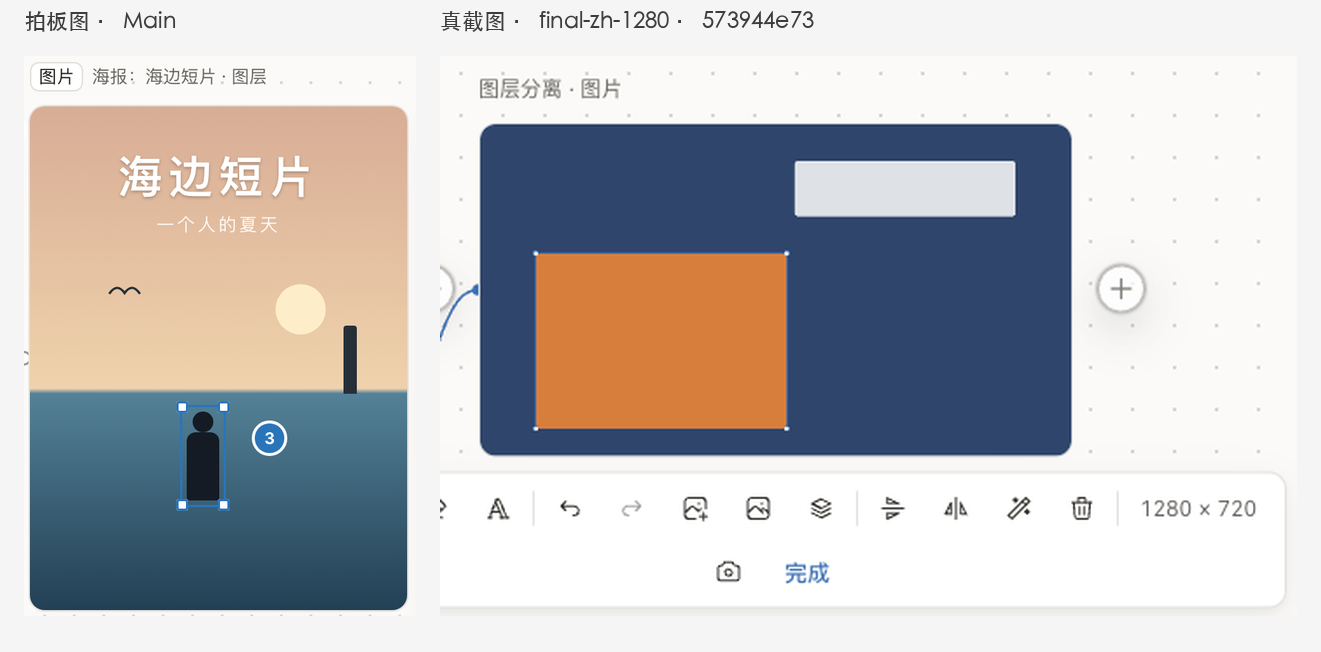 拍板图 · Main
真截图 · final-zh-1280 · 573944e73
图片 海报：海边短片 · 图层
图层分离 · 图片
海边短片
一个人的夏天
3
1280 × 720
完成